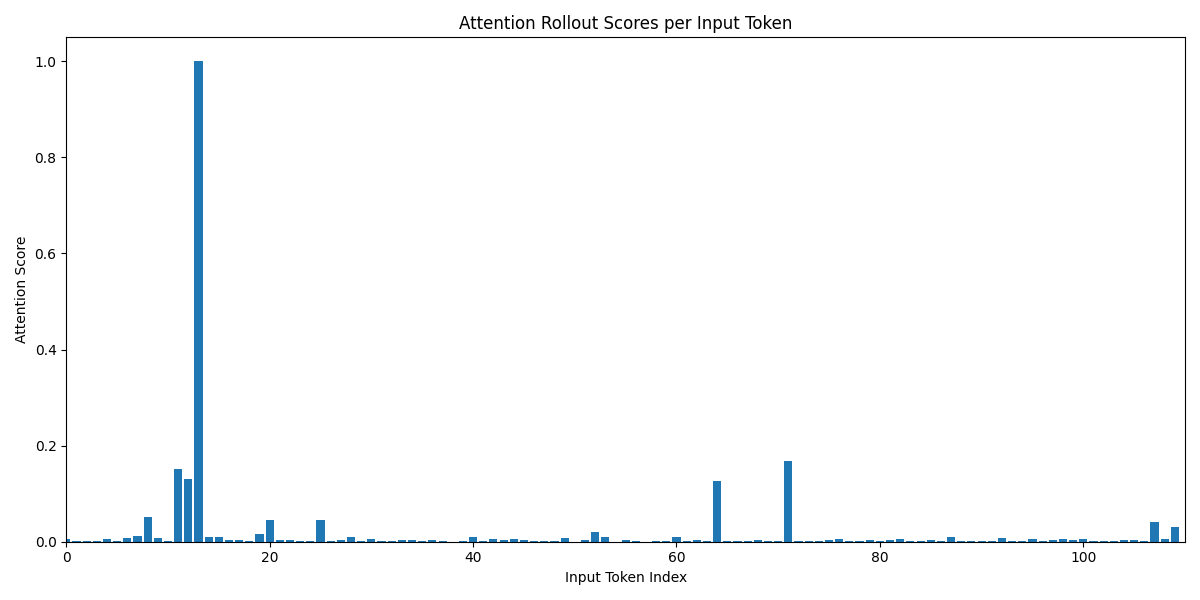 Attention Rollout Scores per Input Token
1.0
0.8
0.6
0.4
0.2
0.0
Attention Score
0 20 40 60 80 100
Input Token Index